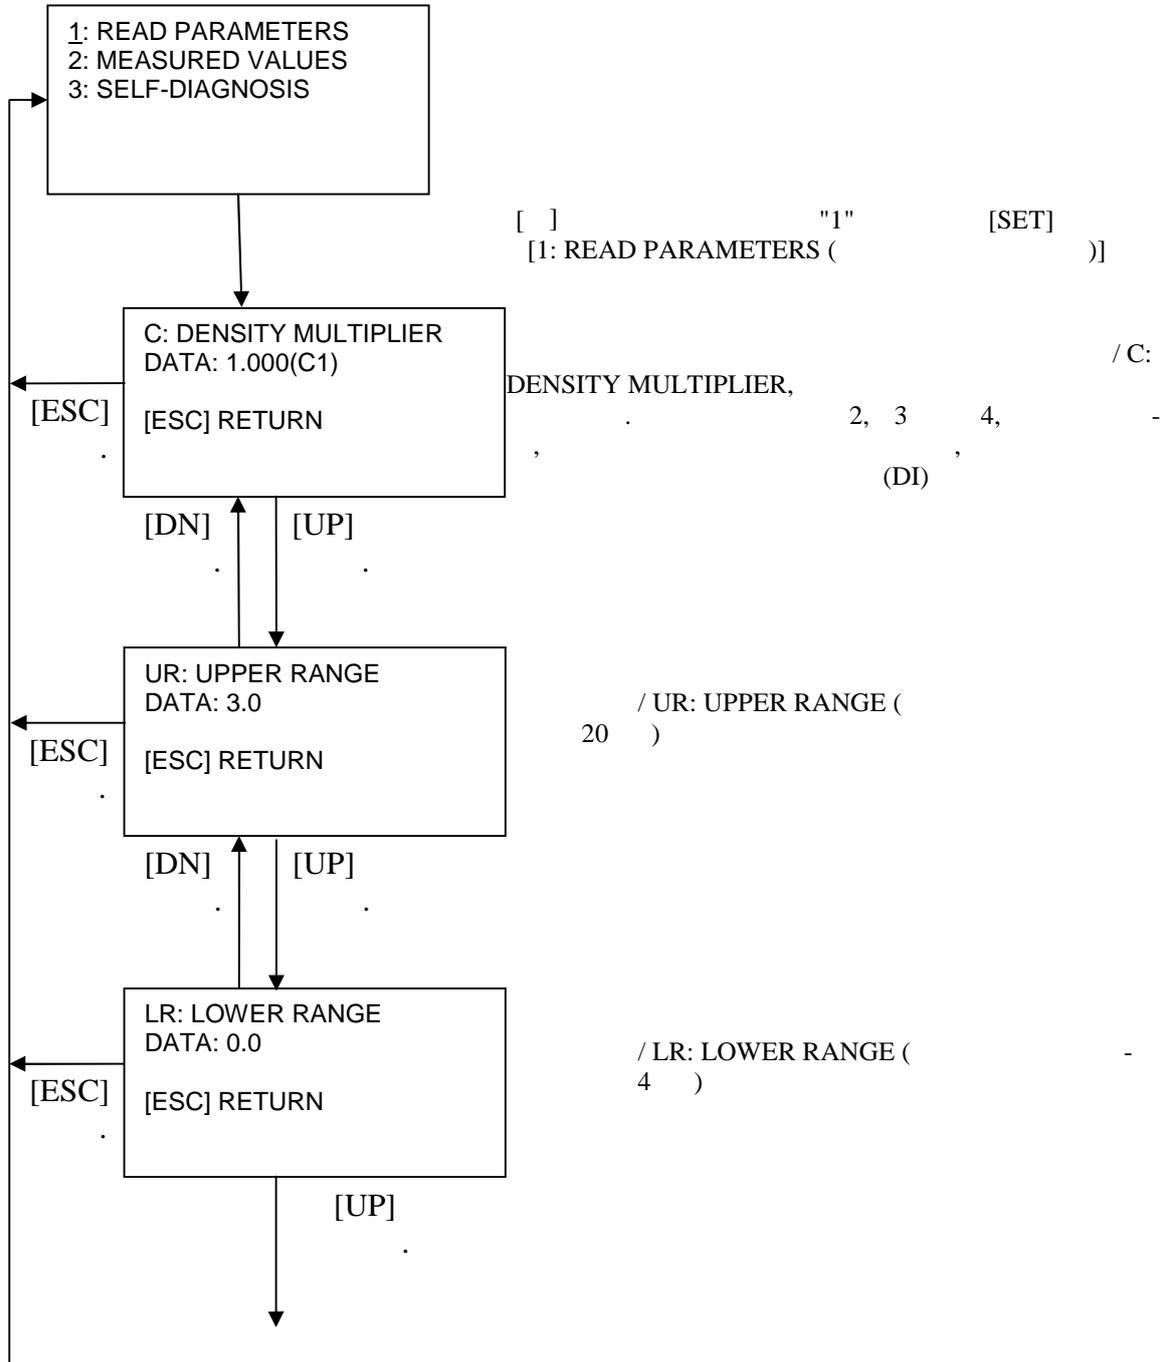 1: READ PARAMETERS
2: MEASURED VALUES
3: SELF-DIAGNOSIS
[ ] "1" [SET]
[1: READ PARAMETERS ( )]
C: DENSITY MULTIPLIER
DATA: 1.000(C1)
[ESC] RETURN
[ESC]
.
/ C:
DENSITY MULTIPLIER,
. 2, 3 4, -
, ,
(DI)
[DN] [UP]
. .
UR: UPPER RANGE
DATA: 3.0
[ESC] RETURN
[ESC]
.
/ UR: UPPER RANGE (
20 )
[DN] [UP]
. .
LR: LOWER RANGE
DATA: 0.0
[ESC] RETURN
[ESC]
.
/ LR: LOWER RANGE ( -
4 )
[UP]
.